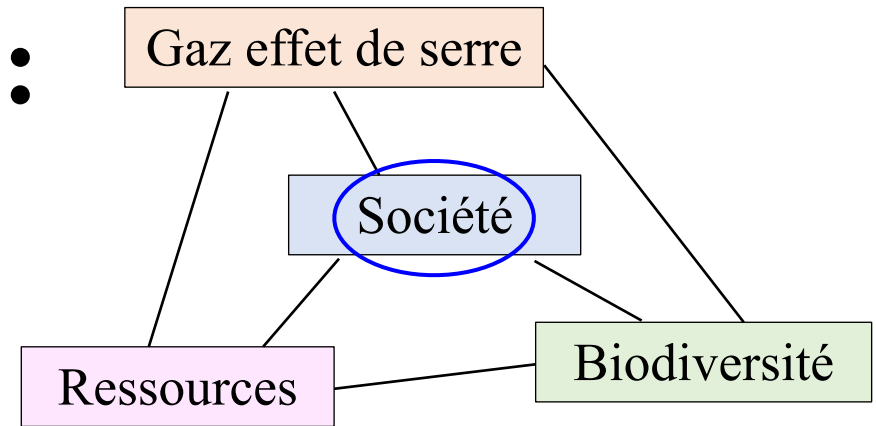 Gaz effet de serre
Société
Biodiversité
Ressources